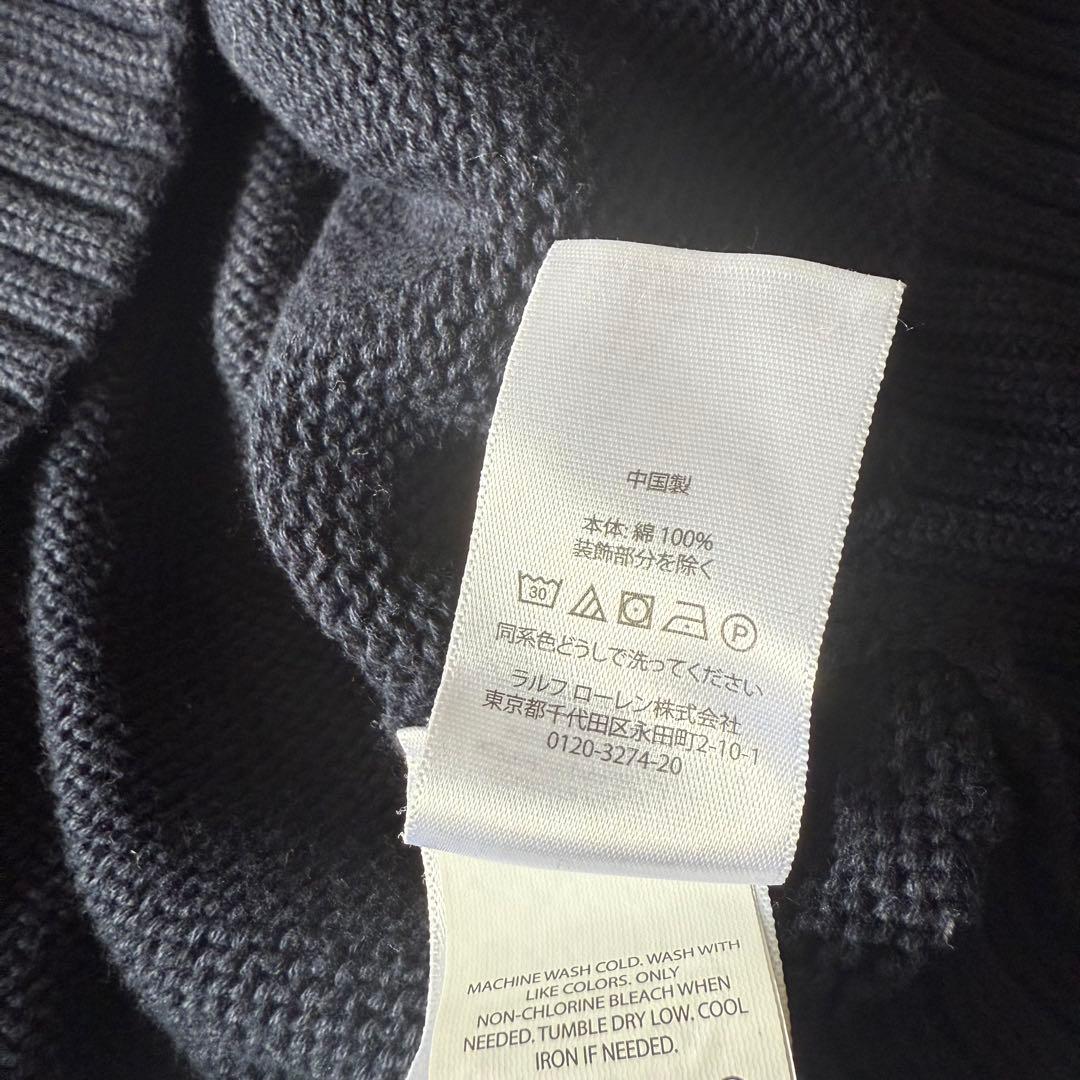 中国製
本体: 綿 100%
装飾部分を除く
30 P
同系色どうしで洗ってください
ラルフ ローレン株式会社
東京都千代田区永田町2-10-1
0120-3274-20
MACHINE WASH COLD. WASH WITH
LIKE COLORS. ONLY
NON-CHLORINE BLEACH WHEN
NEEDED. TUMBLE DRY LOW. COOL
IRON IF NEEDED.